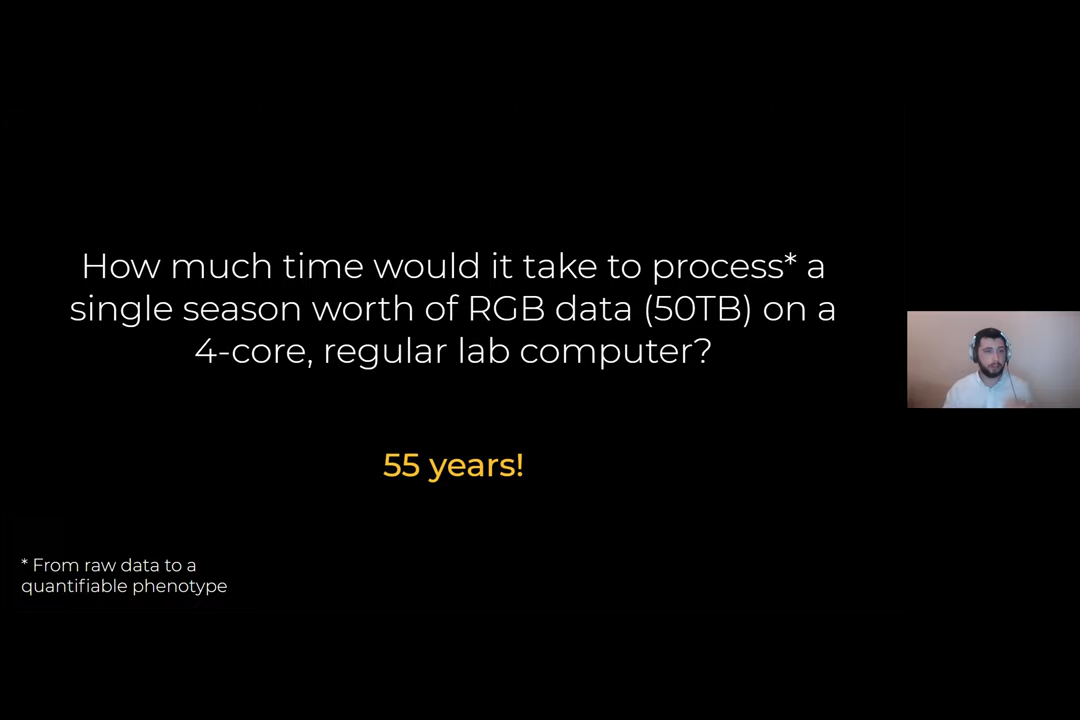 How much time would it take to process* a
single season worth of RGB data (50TB) on a
4-core, regular lab computer?
55 years!
* From raw data to a
quantifiable phenotype